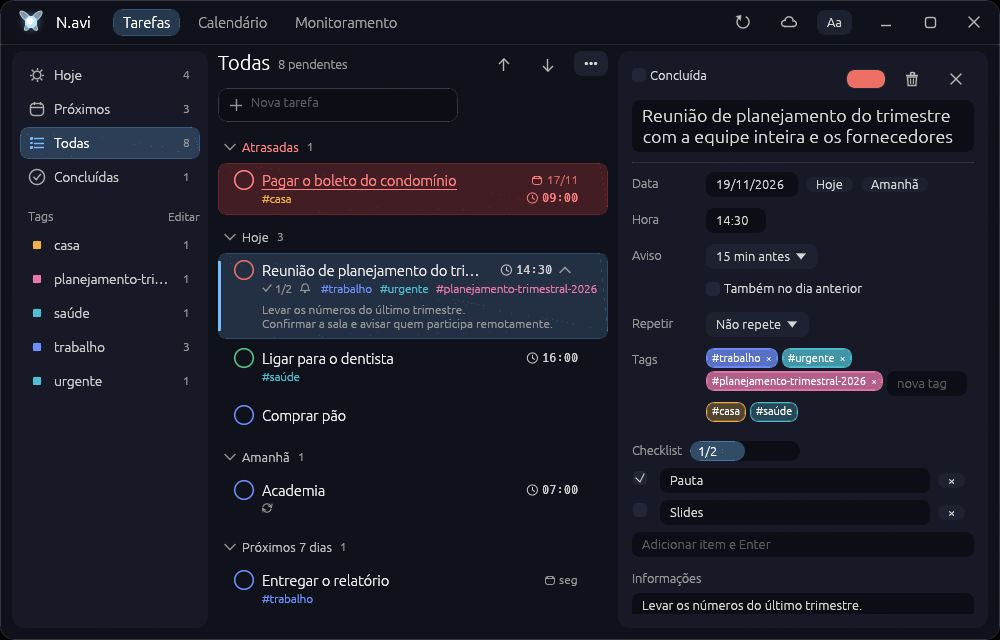 N.avi Tarefas Calendário Monitoramento Aa
Hoje 4
Próximos 3
Todas 8
Concluídas 1
Tags Editar
casa 1
planejamento-tri... 1
saúde 1
trabalho 3
urgente 1
Todas 8 pendentes
Nova tarefa
Atrasadas 1
Pagar o boleto do condomínio 17/11
#casa 09:00
Hoje 3
Reunião de planejamento do tri... 14:30
1/2 #trabalho #urgente #planejamento-trimestral-2026
Levar os números do último trimestre.
Confirmar a sala e avisar quem participa remotamente.
Ligar para o dentista 16:00
#saúde
Comprar pão
Amanhã 1
Academia 07:00
Próximos 7 dias 1
Entregar o relatório seg
#trabalho
Concluída
Reunião de planejamento do trimestre
com a equipe inteira e os fornecedores
Data 19/11/2026 Hoje Amanhã
Hora 14:30
Aviso 15 min antes
Também no dia anterior
Repetir Não repete
Tags #trabalho × #urgente ×
#planejamento-trimestral-2026 × nova tag
#casa #saúde
Checklist 1/2
Pauta ×
Slides ×
Adicionar item e Enter
Informações
Levar os números do último trimestre.